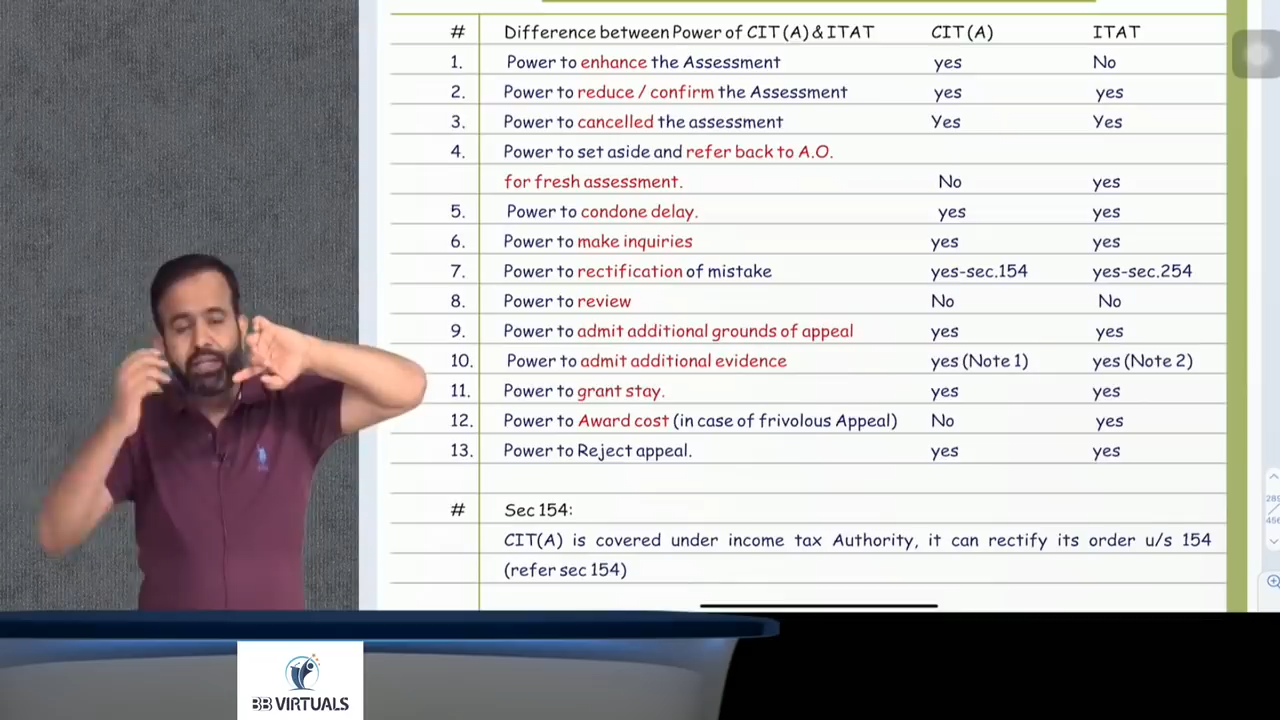 # Difference between Power of CIT (A) & ITAT CIT (A) ITAT
1. Power to enhance the Assessment yes No
2. Power to reduce / confirm the Assessment yes yes
3. Power to cancelled the assessment Yes Yes
4. Power to set aside and refer back to A.O.
for fresh assessment. No yes
5. Power to condone delay. yes yes
6. Power to make inquiries yes yes
7. Power to rectification of mistake yes-sec.154 yes-sec.254
8. Power to review No No
9. Power to admit additional grounds of appeal yes yes
10. Power to admit additional evidence yes (Note 1) yes (Note 2)
11. Power to grant stay. yes yes
12. Power to Award cost (in case of frivolous Appeal) No yes
13. Power to Reject appeal. yes yes
# Sec 154:
CIT(A) is covered under income tax Authority, it can rectify its order u/s 154
(refer sec 154)
289
456
BB VIRTUALS